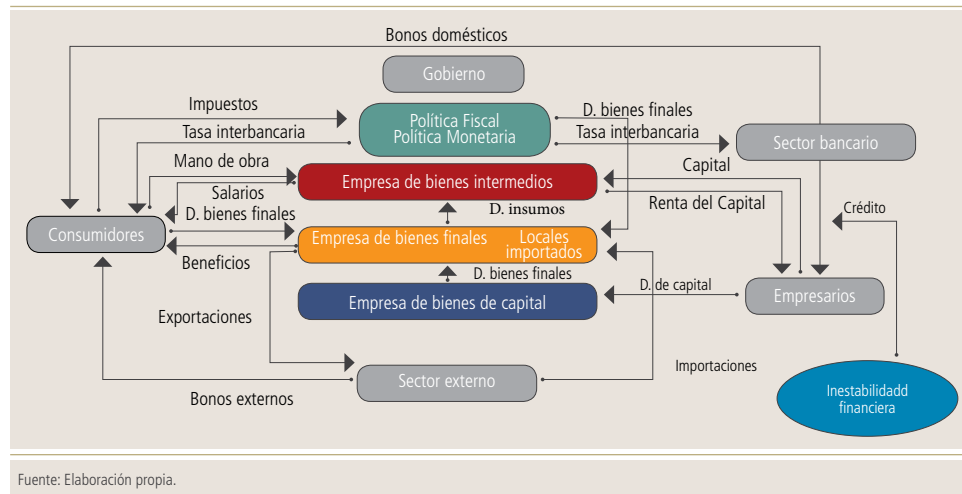 Bonos domésticos
Gobierno
Impuestos
D. bienes finales
Política Fiscal
Política Monetaria
Tasa interbancaria
Tasa interbancaria
Sector bancario
Mano de obra
Capital
Empresa de bienes intermedios
Salarios
Renta del Capital
D. insumos
Crédito
D. bienes finales
Consumidores
Empresa de bienes finales
Locales
importados
Beneficios
D. bienes finales
D. de capital
Empresa de bienes de capital
Empresarios
Exportaciones
Importaciones
Sector externo
Bonos externos
Inestabilidadd
financiera
Fuente: Elaboración propia.